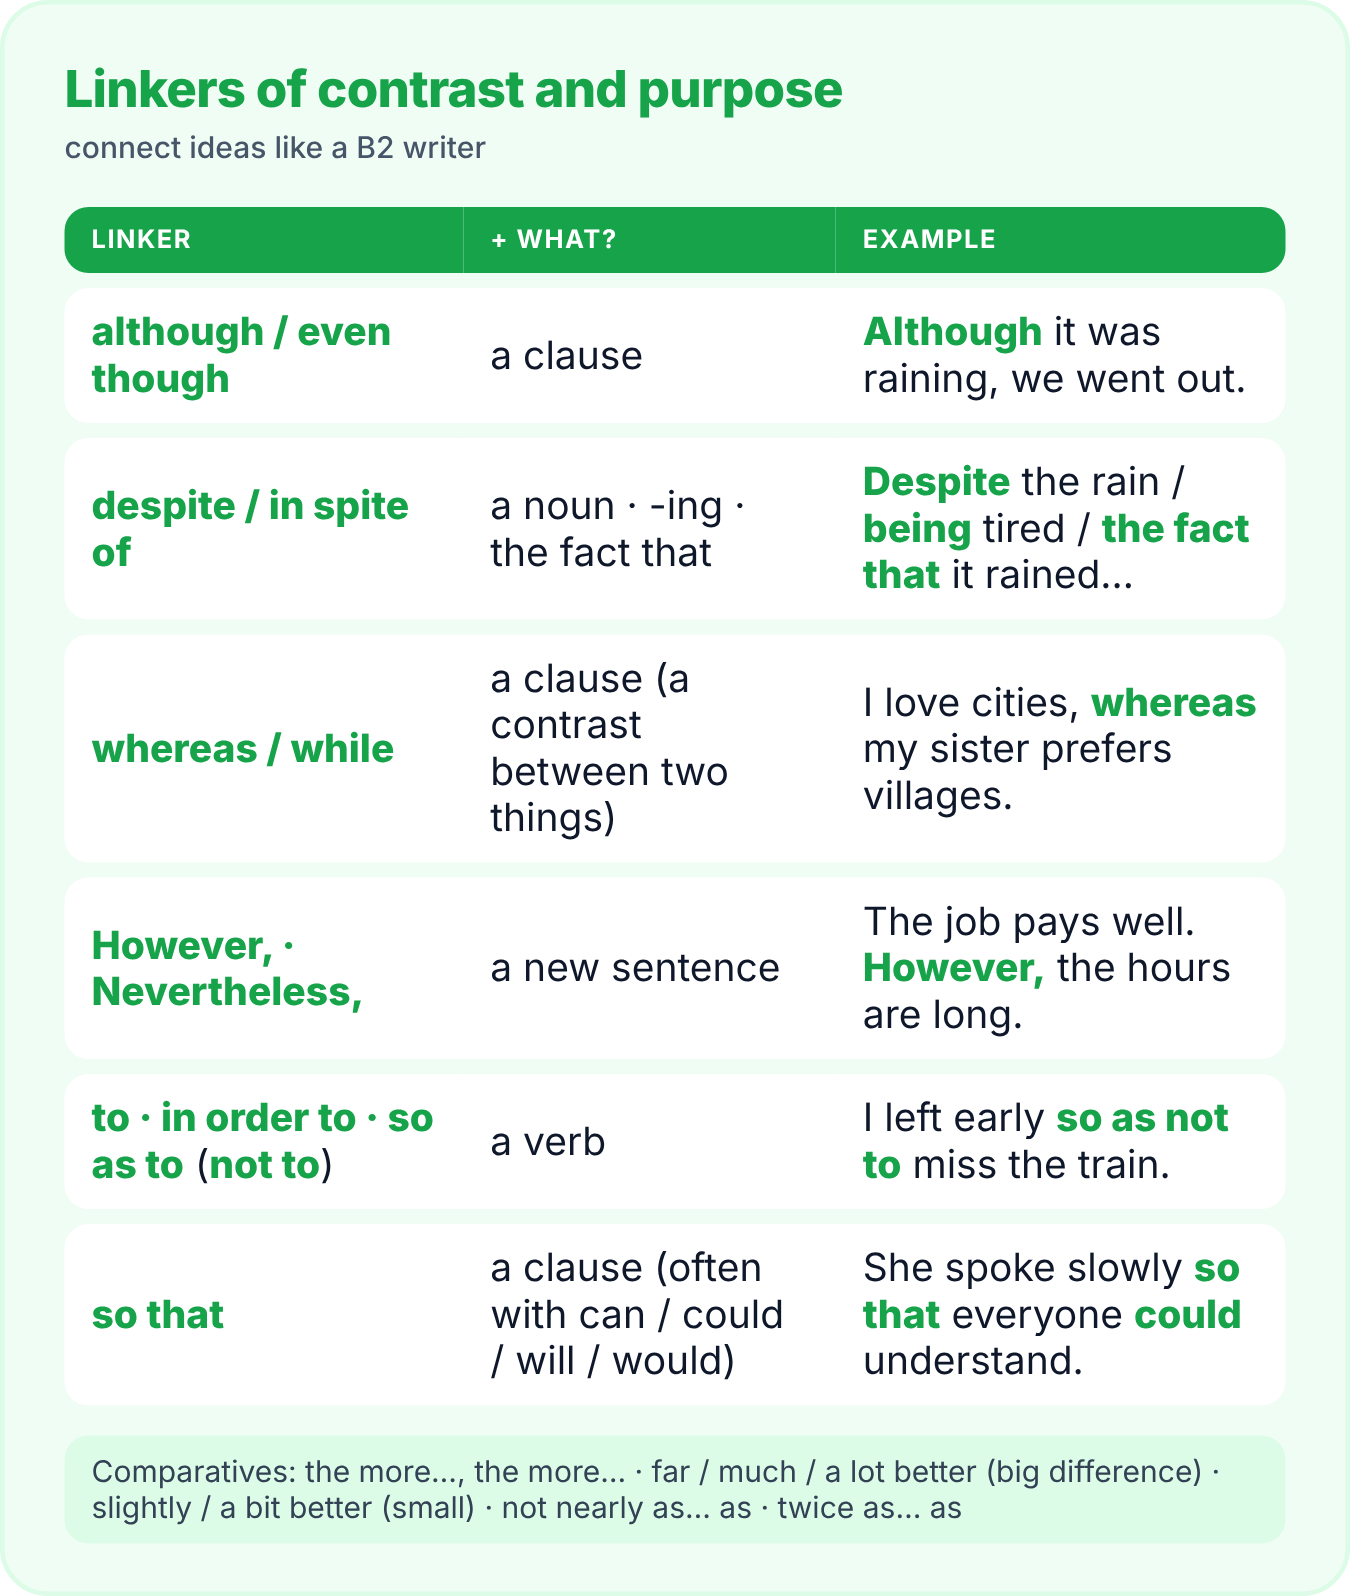 Linkers of contrast and purpose
connect ideas like a B2 writer
LINKER
+ WHAT?
EXAMPLE
although / even
though
a clause
Although it was
raining, we went out.
despite / in spite
of
a noun · -ing ·
the fact that
Despite the rain /
being tired / the fact
that it rained...
whereas / while
a clause (a
contrast
between two
things)
I love cities, whereas
my sister prefers
villages.
However, ·
Nevertheless,
a new sentence
The job pays well.
However, the hours
are long.
to · in order to · so
as to (not to)
a verb
I left early so as not
to miss the train.
so that
a clause (often
with can / could
/ will / would)
She spoke slowly so
that everyone could
understand.
Comparatives: the more..., the more... · far / much / a lot better (big difference) ·
slightly / a bit better (small) · not nearly as... as · twice as... as